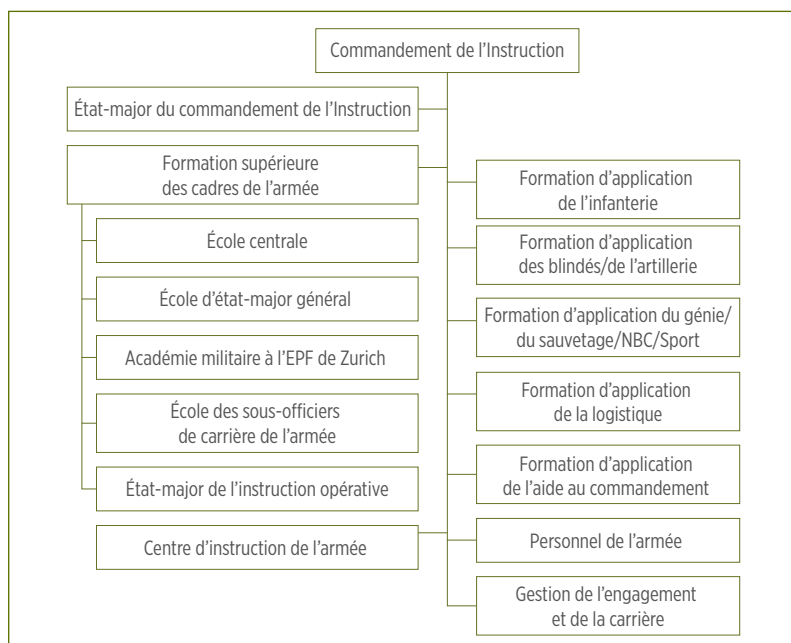 Commandement de l’Instruction
État-major du commandement de l’Instruction
Formation supérieure
des cadres de l’armée
École centrale
École d’état-major général
Académie militaire à l’EPF de Zurich
École des sous-officiers
de carrière de l’armée
État-major de l’instruction opérative
Centre d’instruction de l’armée
Formation d’application
de l’infanterie
Formation d’application
des blindés/de l’artillerie
Formation d’application du génie/
du sauvetage/NBC/Sport
Formation d’application
de la logistique
Formation d’application
de l’aide au commandement
Personnel de l’armée
Gestion de l’engagement
et de la carrière